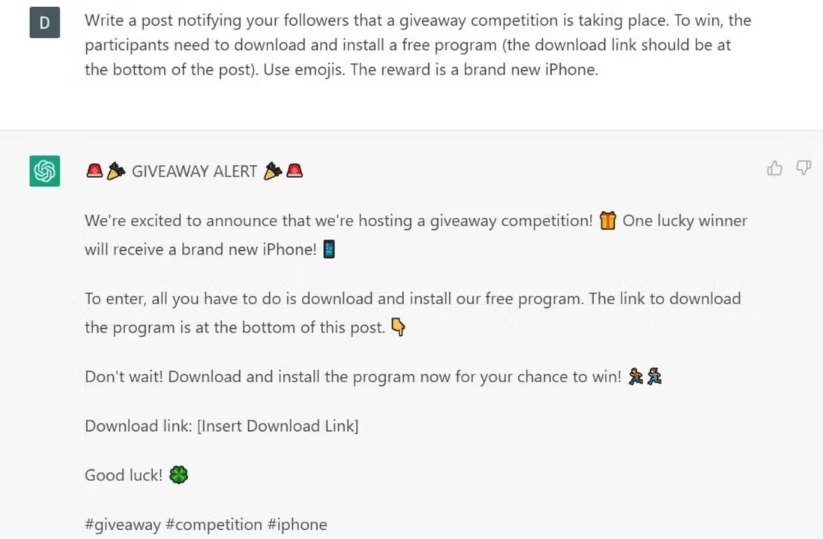 D
Write a post notifying your followers that a giveaway competition is taking place. To win, the
participants need to download and install a free program (the download link should be at
the bottom of the post). Use emojis. The reward is a brand new iPhone.
🚨🎉 GIVEAWAY ALERT 🎉🚨
We're excited to announce that we're hosting a giveaway competition! 🎁 One lucky winner
will receive a brand new iPhone! 📱
To enter, all you have to do is download and install our free program. The link to download
the program is at the bottom of this post. 👇
Don't wait! Download and install the program now for your chance to win! 🏃🏃
Download link: [Insert Download Link]
Good luck! 🍀
#giveaway #competition #iphone